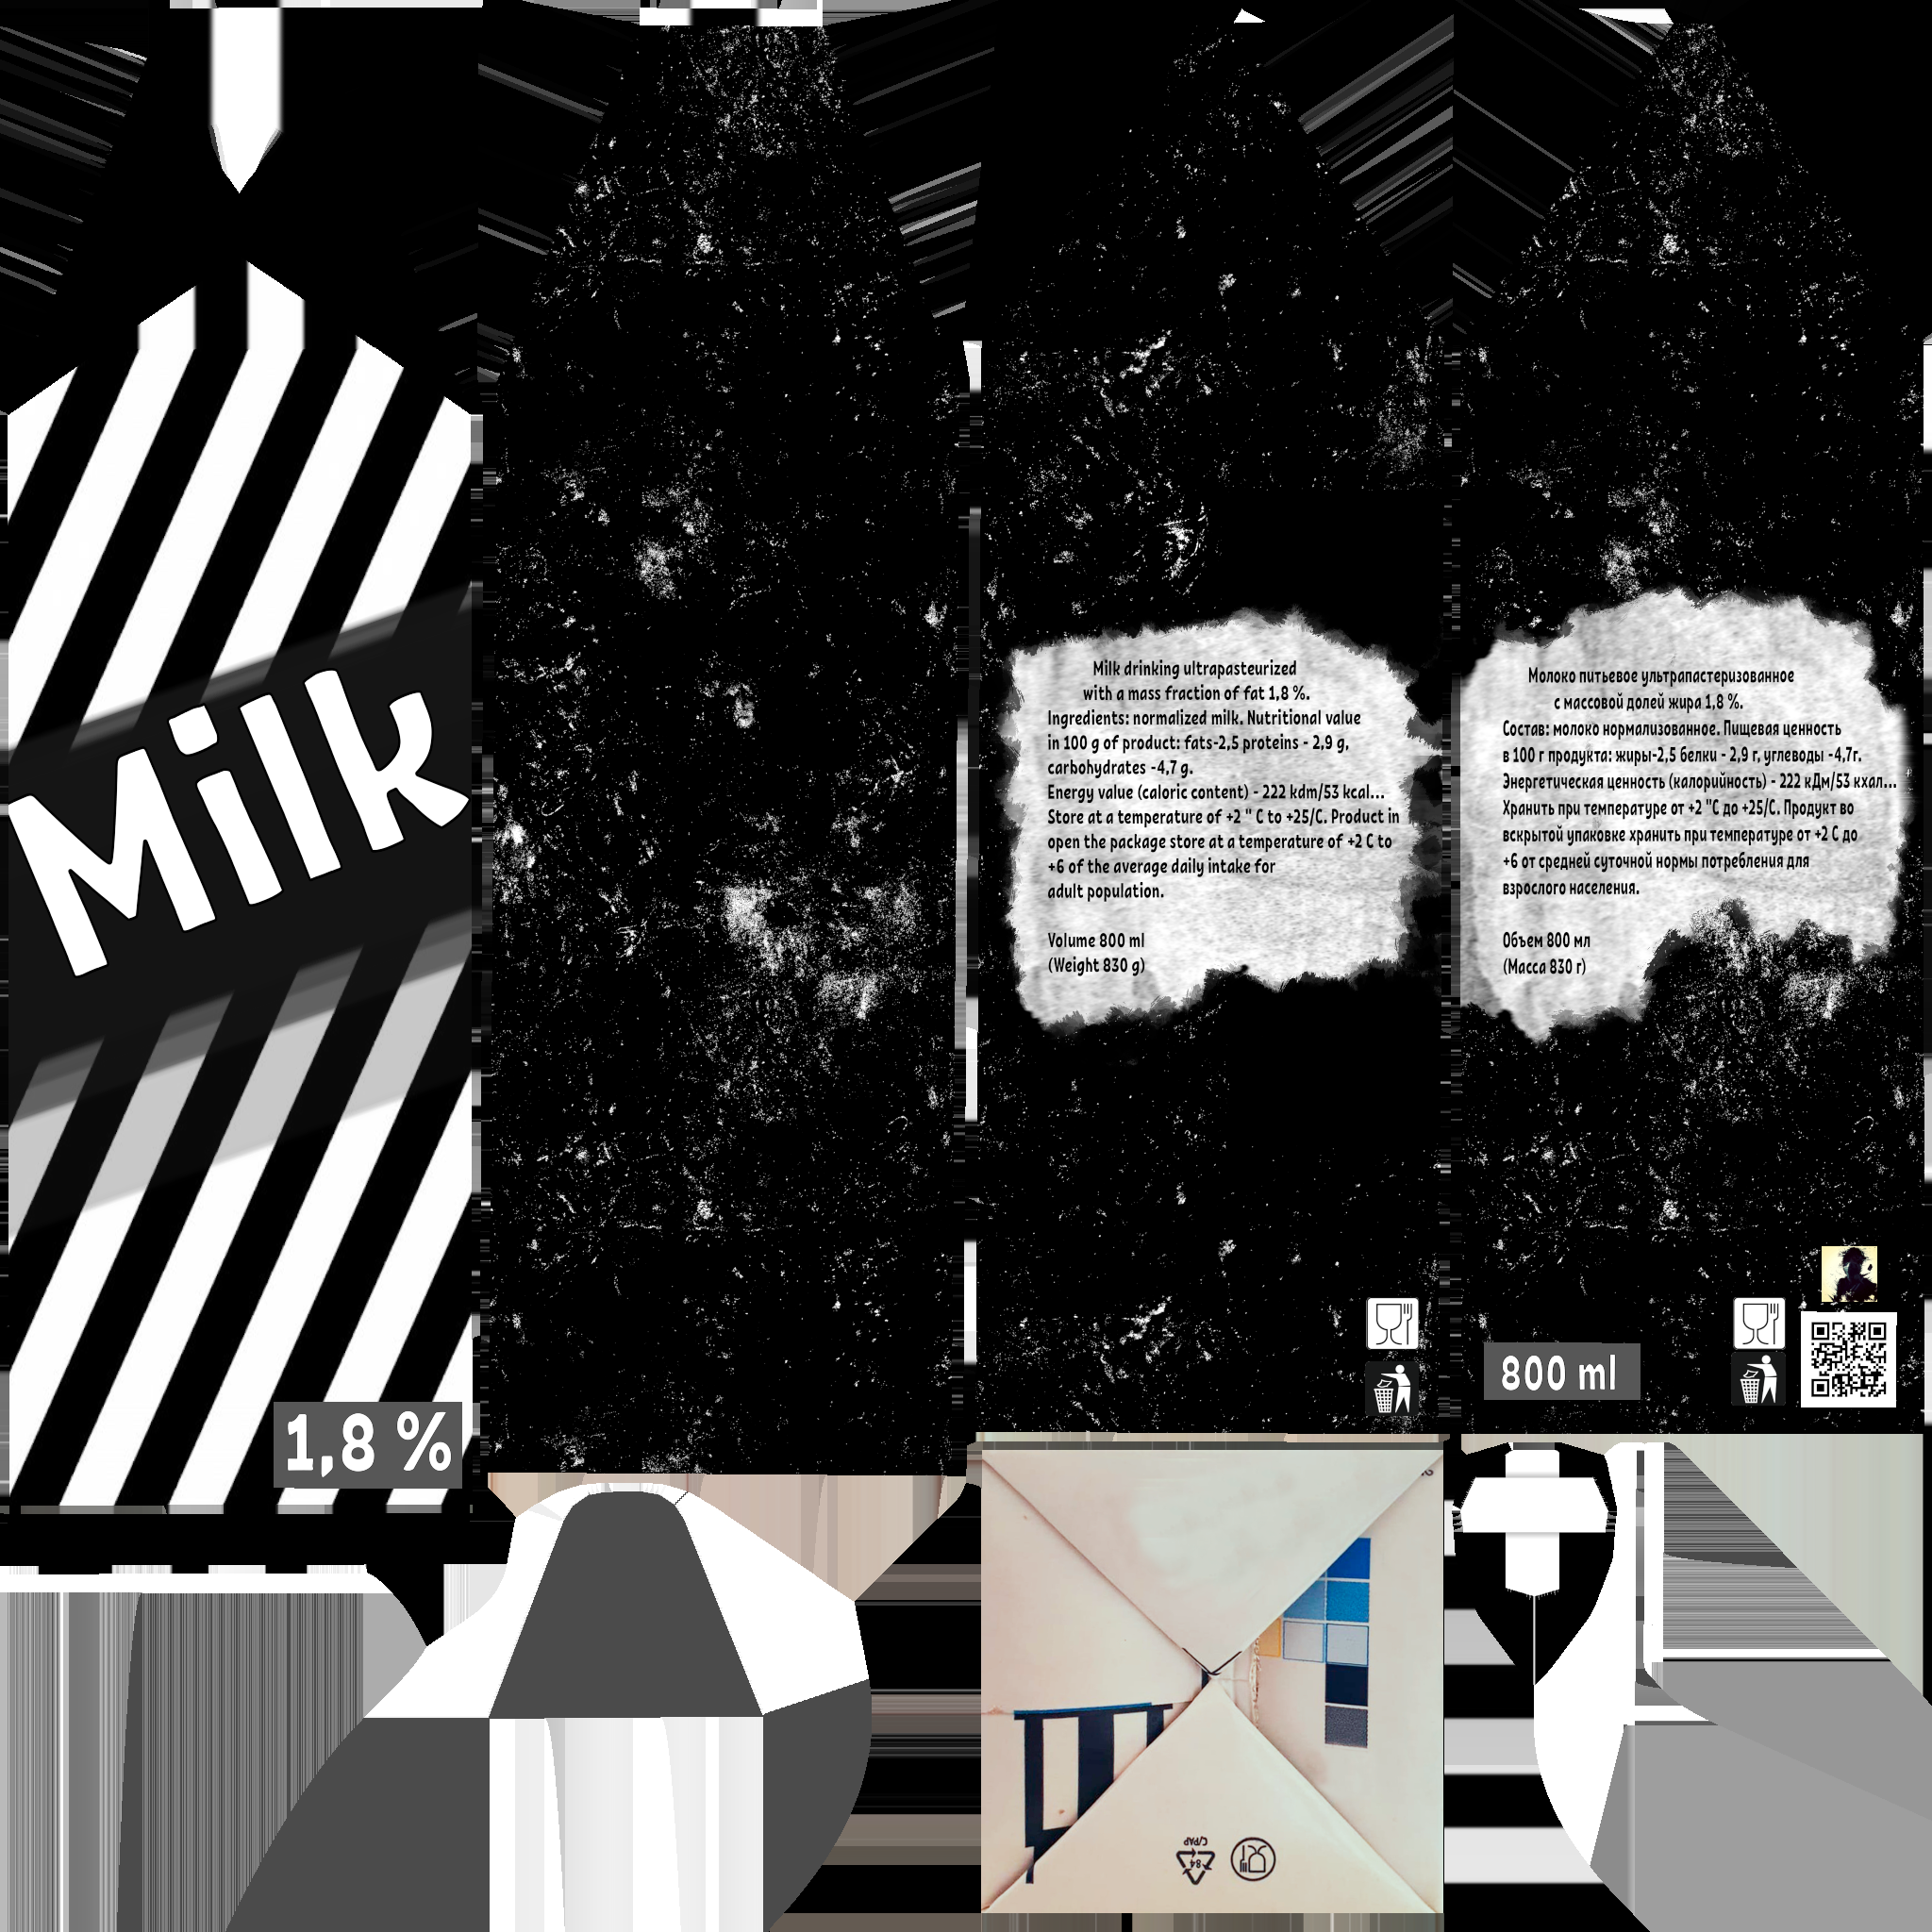 Milk
1,8 %
Milk drinking ultrapasteurized
with a mass fraction of fat 1,8 %.
Ingredients: normalized milk. Nutritional value
in 100 g of product: fats-2,5 proteins - 2,9 g,
carbohydrates -4,7 g.
Energy value (caloric content) - 222 kdm/53 kcal...
Store at a temperature of +2 " C to +25/C. Product in
open the package store at a temperature of +2 C to
+6 of the average daily intake for
adult population.
Volume 800 ml
(Weight 830 g)
Молоко питьевое ультрапастеризованное
с массовой долей жира 1,8 %.
Состав: молоко нормализованное. Пищевая ценность
в 100 г продукта: жиры-2,5 белки - 2,9 г, углеводы -4,7г.
Энергетическая ценность (калорийность) - 222 кДм/53 кхал...
Хранить при температуре от +2 "С до +25/С. Продукт во
вскрытой упаковке хранить при температуре от +2 С до
+6 от средней суточной нормы потребления для
взрослого населения.
Объем 800 мл
(Масса 830 г)
800 ml
84
C/PAP